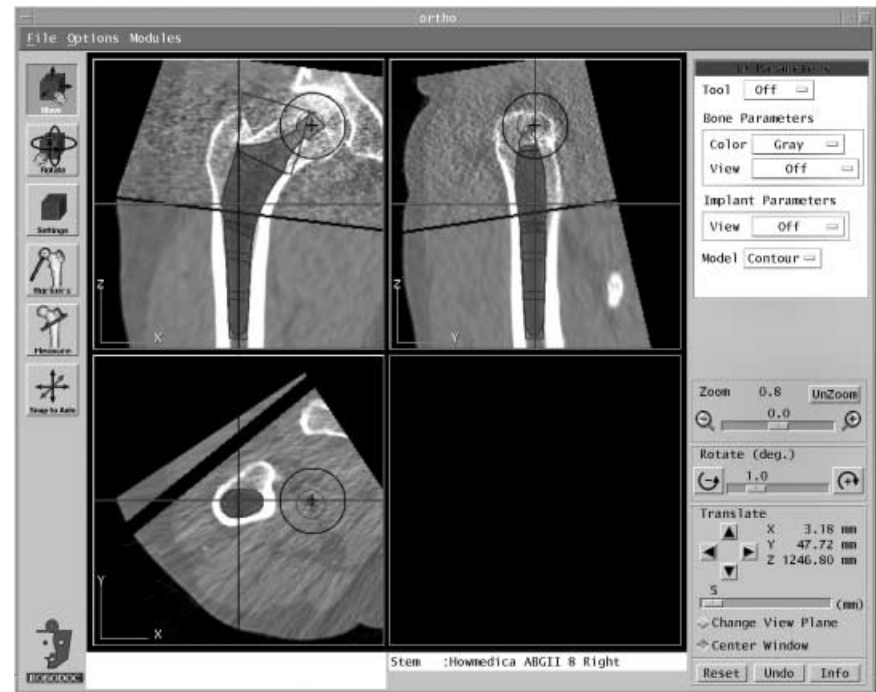 ortho
File Options Modules
Move
Rotate
Settings
Markers
Measure
Snap to Axis
ROBODOC
Z
X
Z
Y
Y
X
Stem :Howmedica ABGII 8 Right
Tool Off
Bone Parameters
Color Gray
View Off
Implant Parameters
View Off
Model Contour
Zoom 0.8 UnZoom
0.0
Rotate (deg.)
1.0
Translate
X 3.18 mm
Y 47.72 mm
Z 1246.80 mm
5
(mm)
Change View Plane
Center Window
Reset Undo Info